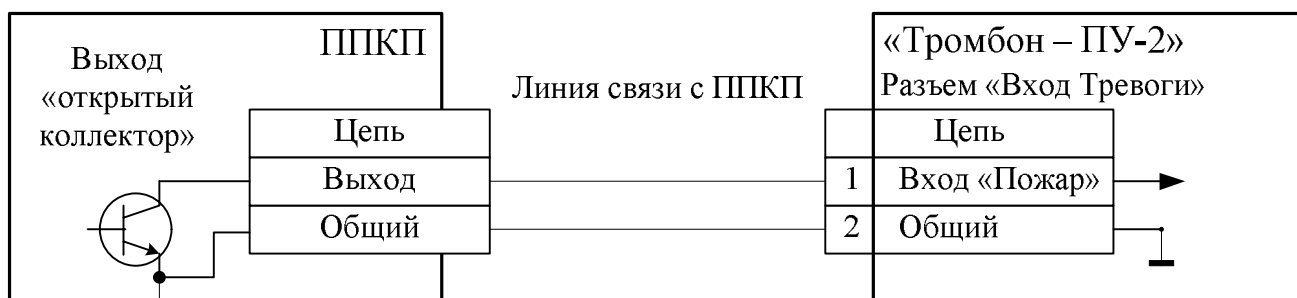 ППКП
Выход
«открытый
коллектор»
Цепь
Выход
Общий
Линия связи с ППКП
«Тромбон – ПУ-2»
Разъем «Вход Тревоги»
Цепь
1 Вход «Пожар»
2 Общий